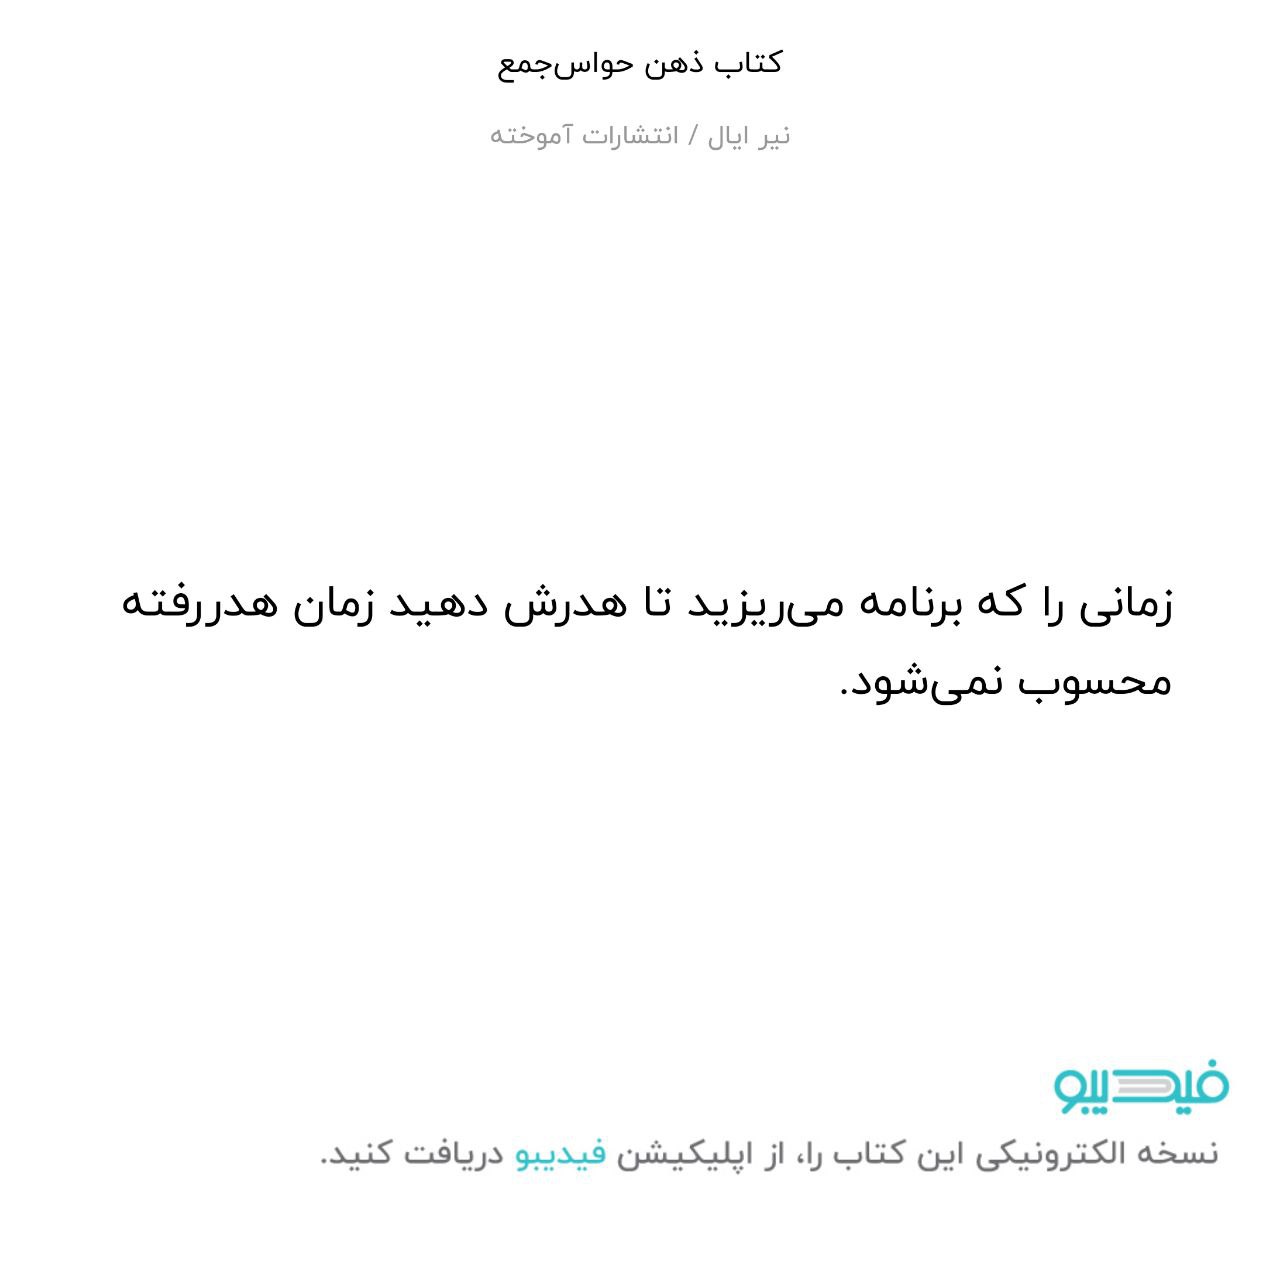 کتاب ذهن حواس‌جمع
نیر ایال / انتشارات آموخته
زمانی را که برنامه می‌ریزید تا هدرش دهید زمان هدررفته
محسوب نمی‌شود.
فیدیبو
نسخه الکترونیکی این کتاب را، از اپلیکیشن فیدیبو دریافت کنید.